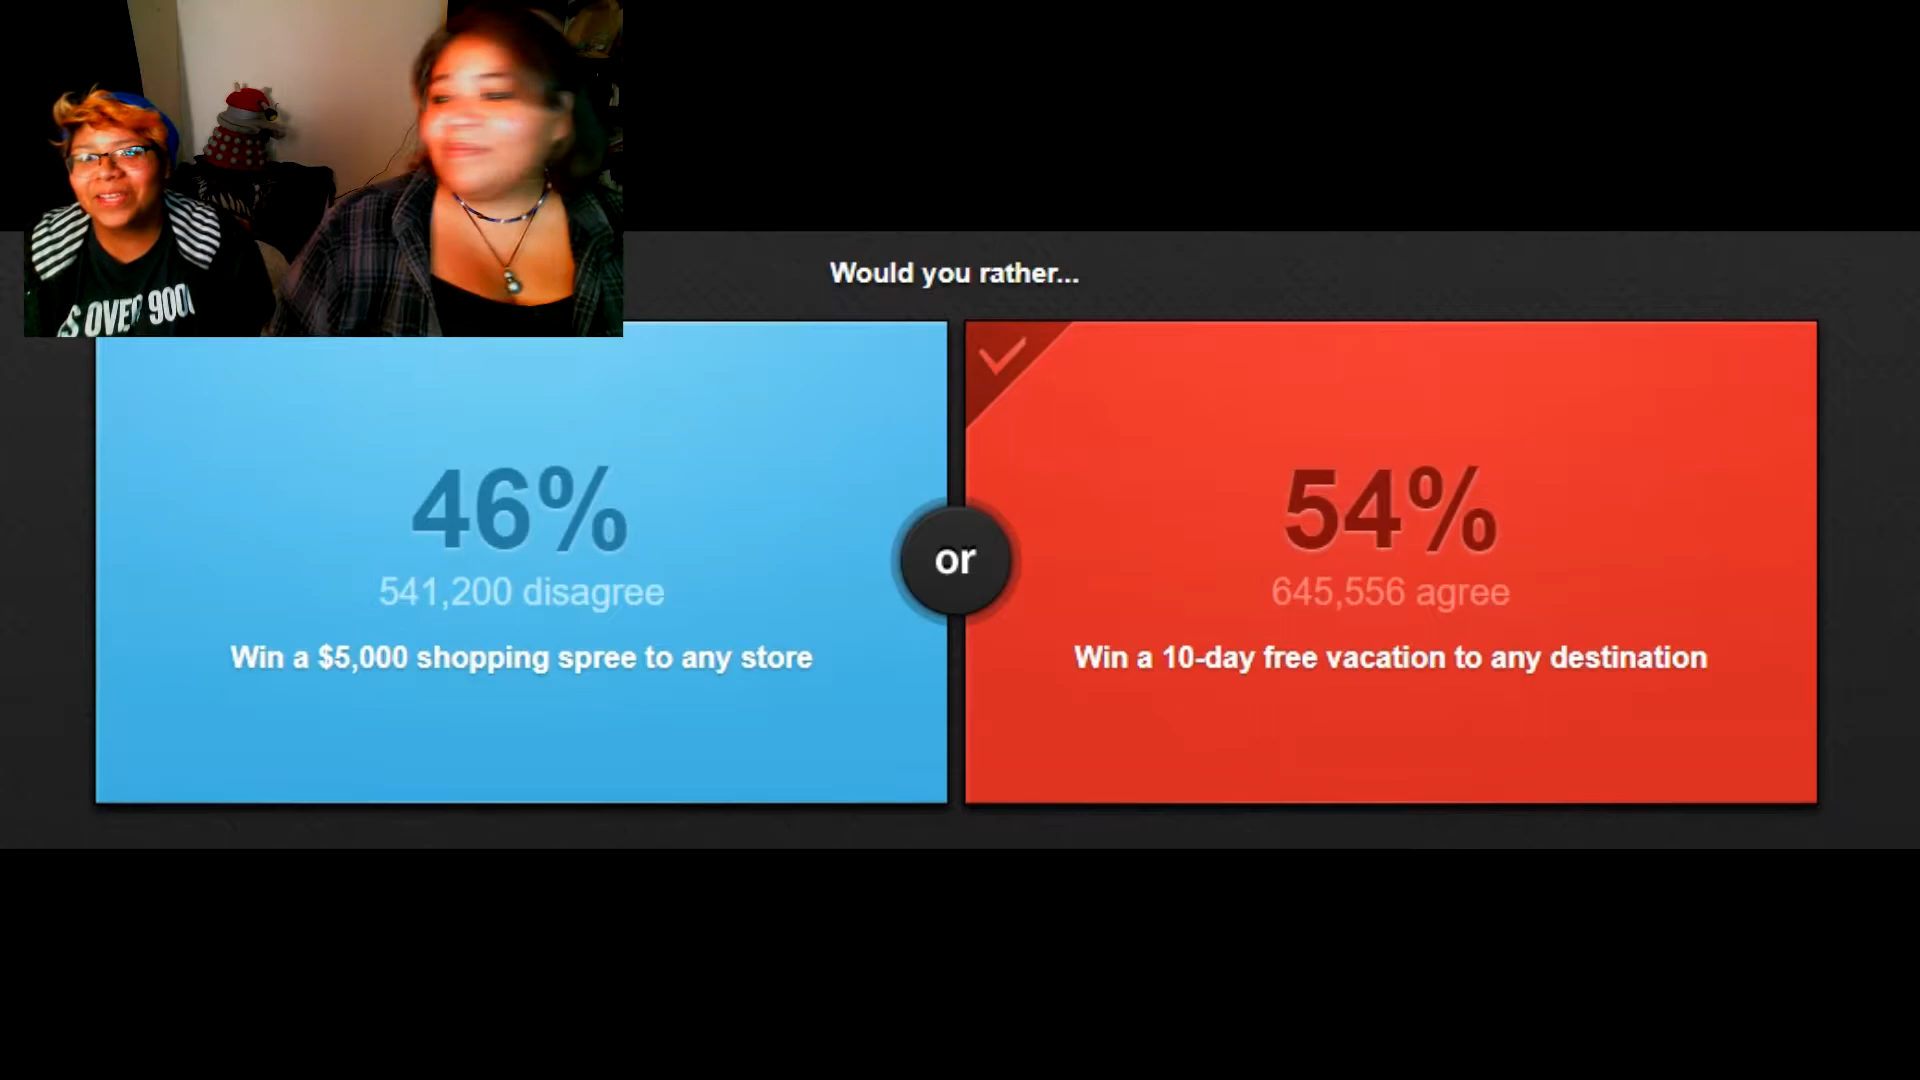 S OVER 900
Would you rather...
46%
541,200 disagree
Win a $5,000 shopping spree to any store
or
54%
645,556 agree
Win a 10-day free vacation to any destination